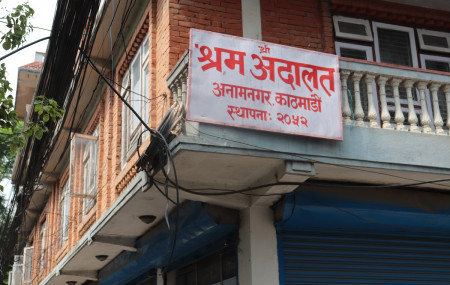 श्री
श्रम अदालत
अनामनगर, काठमाडौं
स्थापनाः २०५२